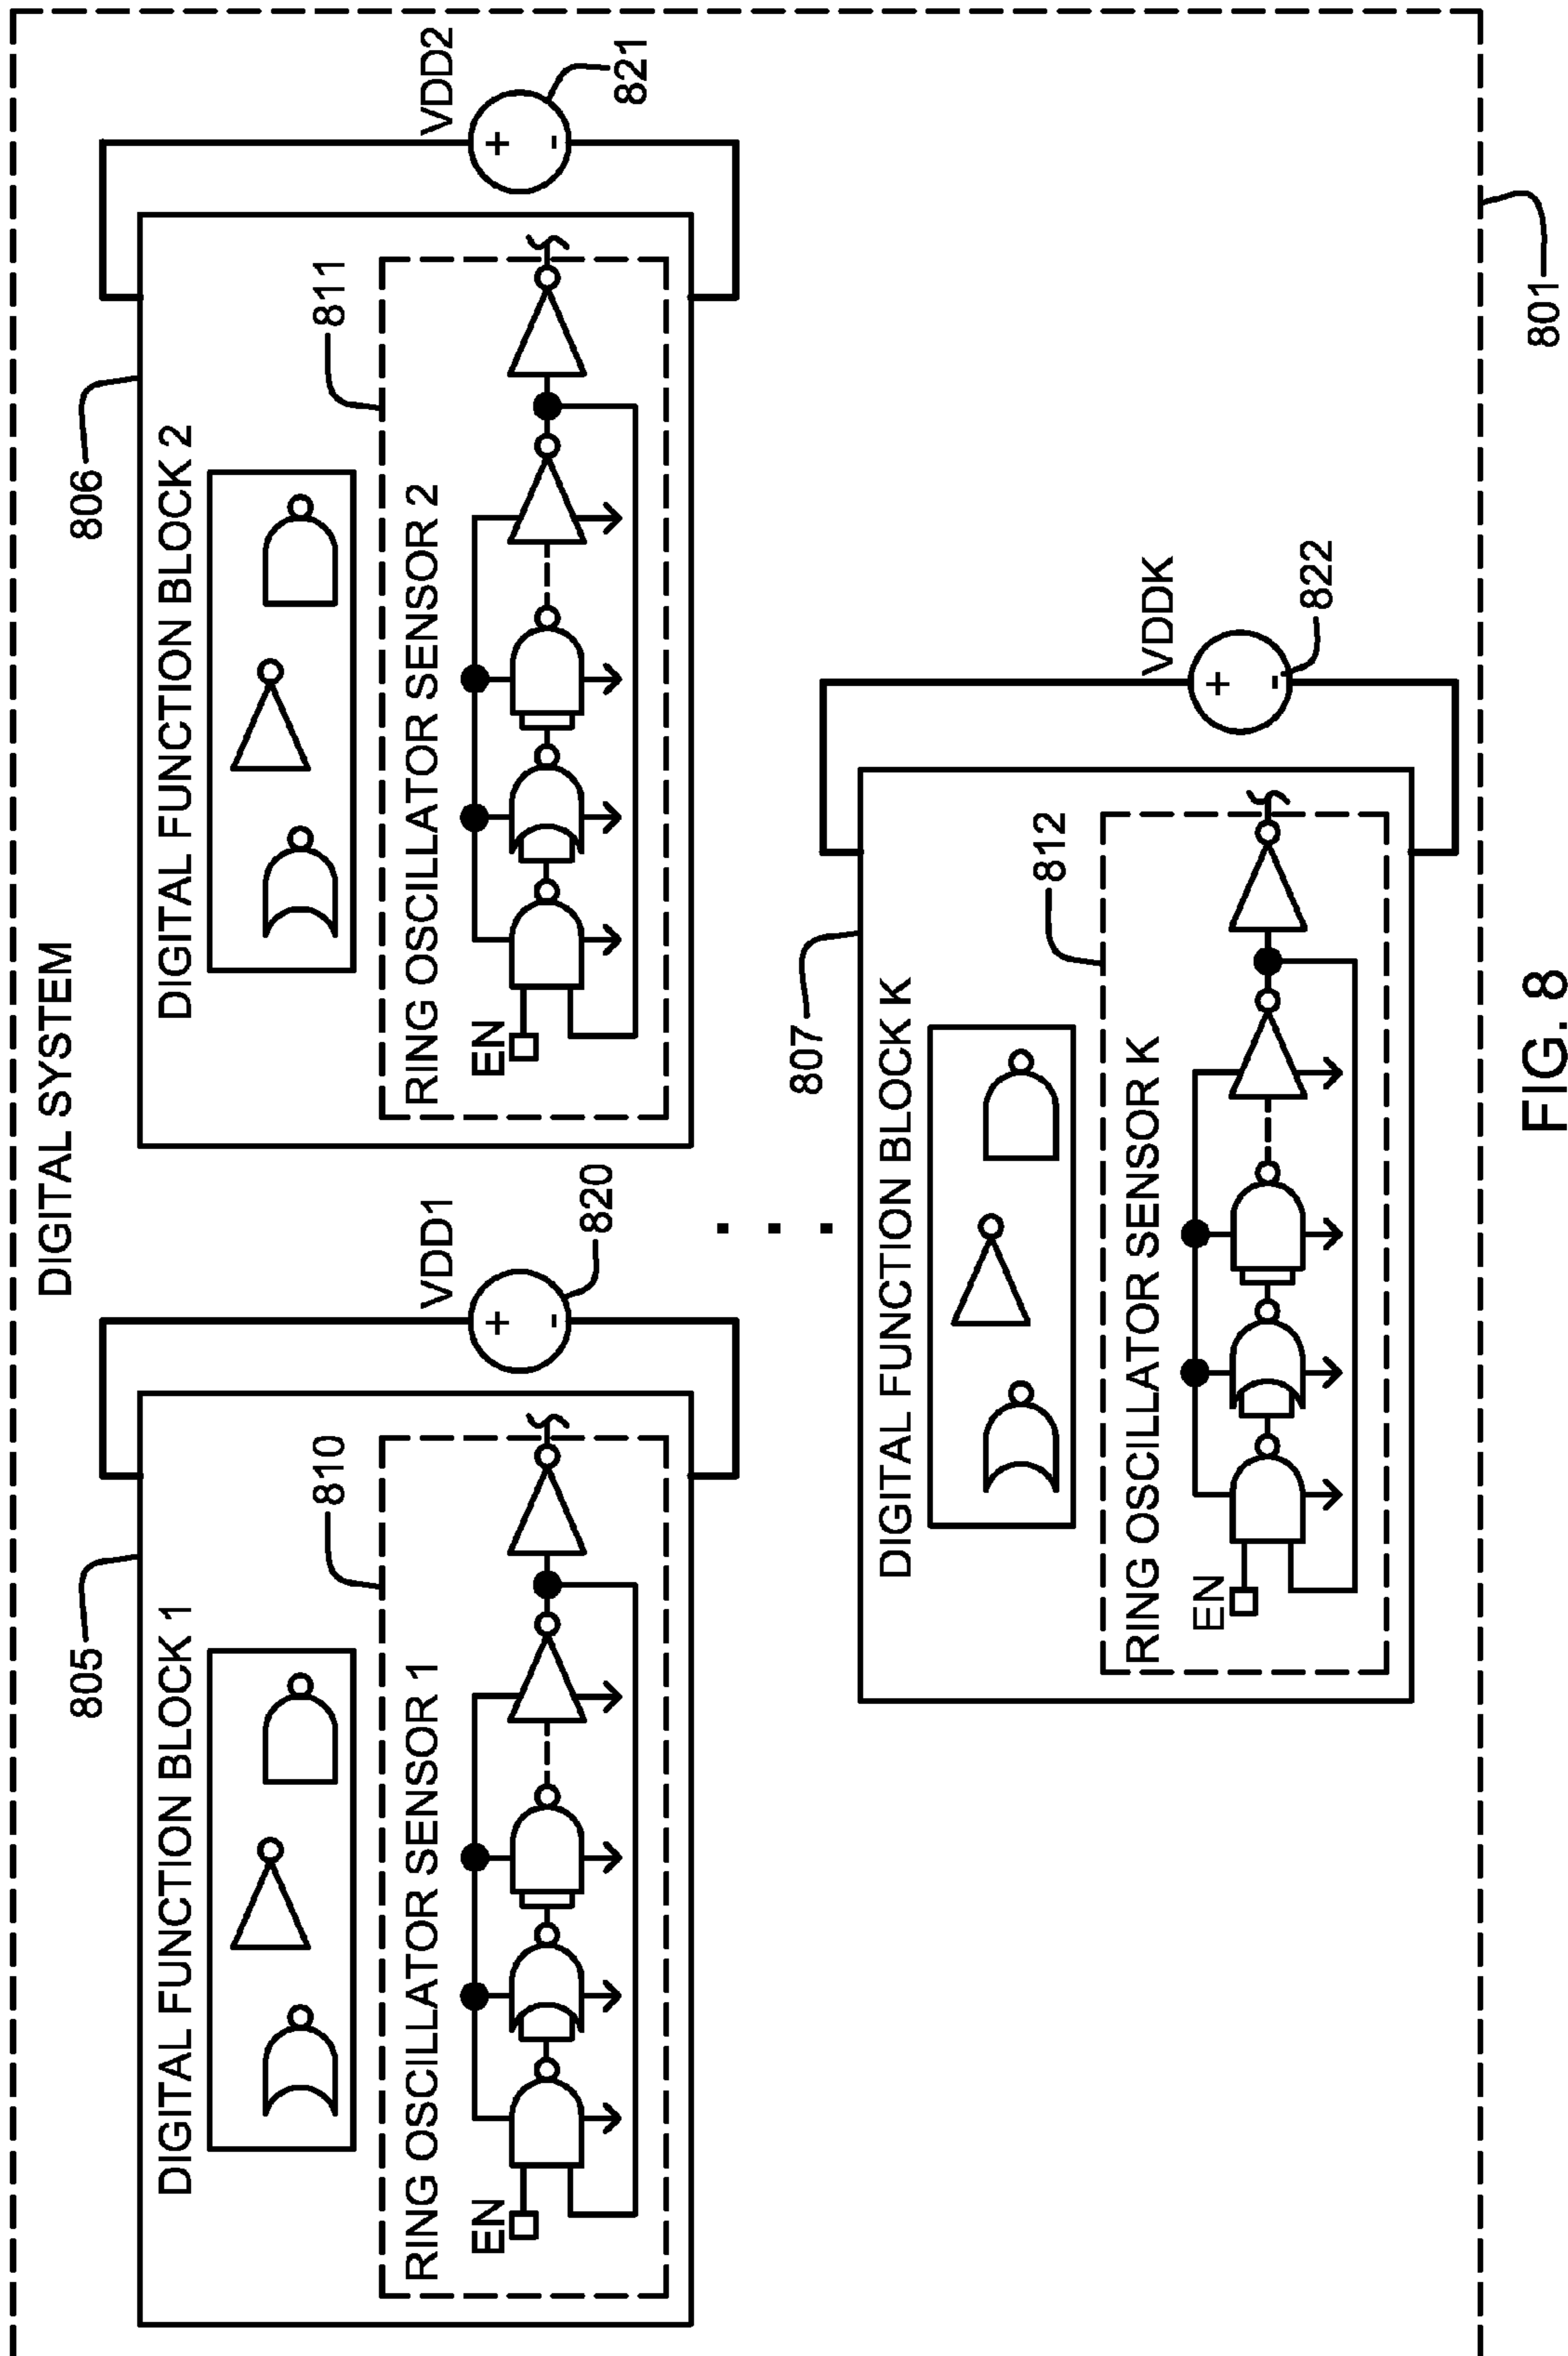 DIGITAL SYSTEM
805
DIGITAL FUNCTION BLOCK 1
810
RING OSCILLATOR SENSOR 1
EN
VDD1
+
-
820
806
DIGITAL FUNCTION BLOCK 2
811
RING OSCILLATOR SENSOR 2
EN
VDD2
+
-
821
. . .
807
DIGITAL FUNCTION BLOCK K
812
RING OSCILLATOR SENSOR K
EN
VDDK
+
-
822
801
FIG. 8